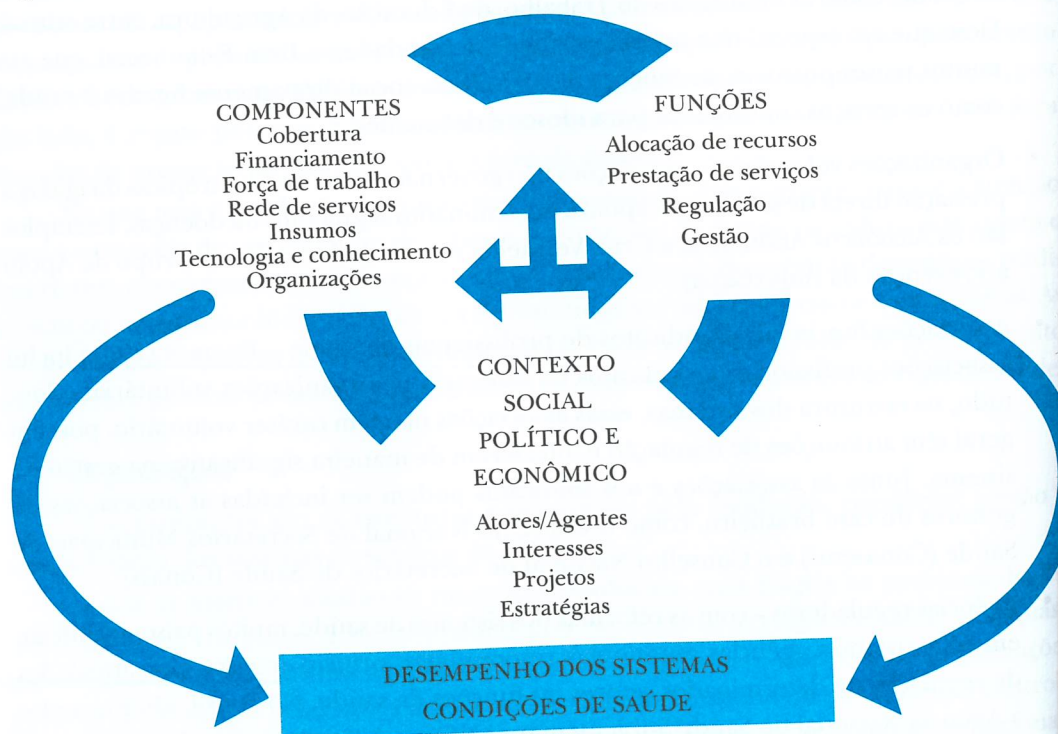 COMPONENTES
Cobertura
Financiamento
Força de trabalho
Rede de serviços
Insumos
Tecnologia e conhecimento
Organizações
FUNÇÕES
Alocação de recursos
Prestação de serviços
Regulação
Gestão
CONTEXTO
SOCIAL
POLÍTICO E
ECONÔMICO
Atores/Agentes
Interesses
Projetos
Estratégias
DESEMPENHO DOS SISTEMAS
CONDIÇÕES DE SAÚDE